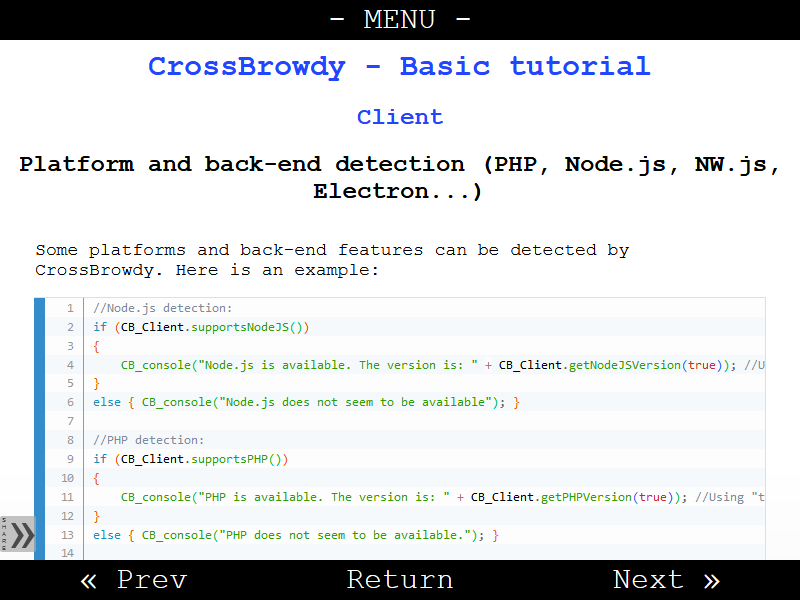 - MENU -
CrossBrowdy - Basic tutorial
Client
Platform and back-end detection (PHP, Node.js, NW.js,
Electron...)
Some platforms and back-end features can be detected by
CrossBrowdy. Here is an example:
1 //Node.js detection:
2 if (CB_Client.supportsNodeJS())
3 {
4 CB_console("Node.js is available. The version is: " + CB_Client.getNodeJSVersion(true)); //U
5 }
6 else { CB_console("Node.js does not seem to be available"); }
7
8 //PHP detection:
9 if (CB_Client.supportsPHP())
10 {
11 CB_console("PHP is available. The version is: " + CB_Client.getPHPVersion(true)); //Using "t
12 }
13 else { CB_console("PHP does not seem to be available."); }
14
SHARE »
« Prev Return Next »